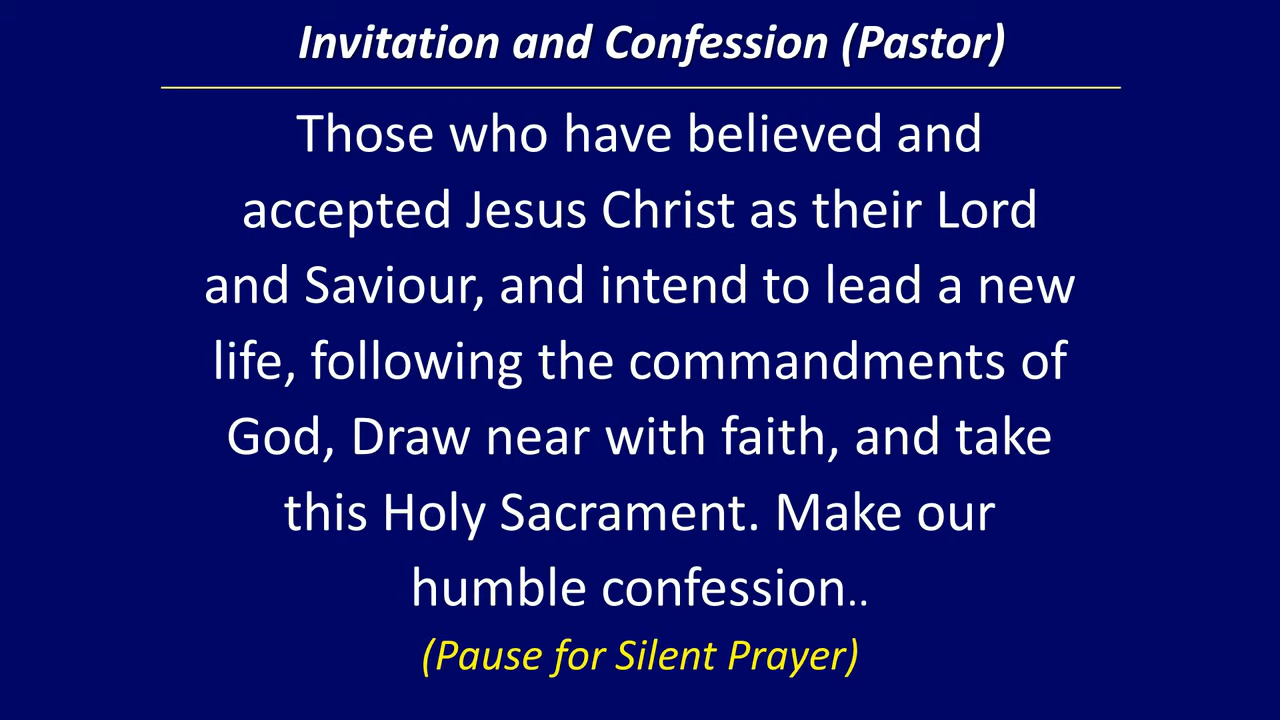 Invitation and Confession (Pastor)
Those who have believed and
accepted Jesus Christ as their Lord
and Saviour, and intend to lead a new
life, following the commandments of
God, Draw near with faith, and take
this Holy Sacrament. Make our
humble confession..
(Pause for Silent Prayer)